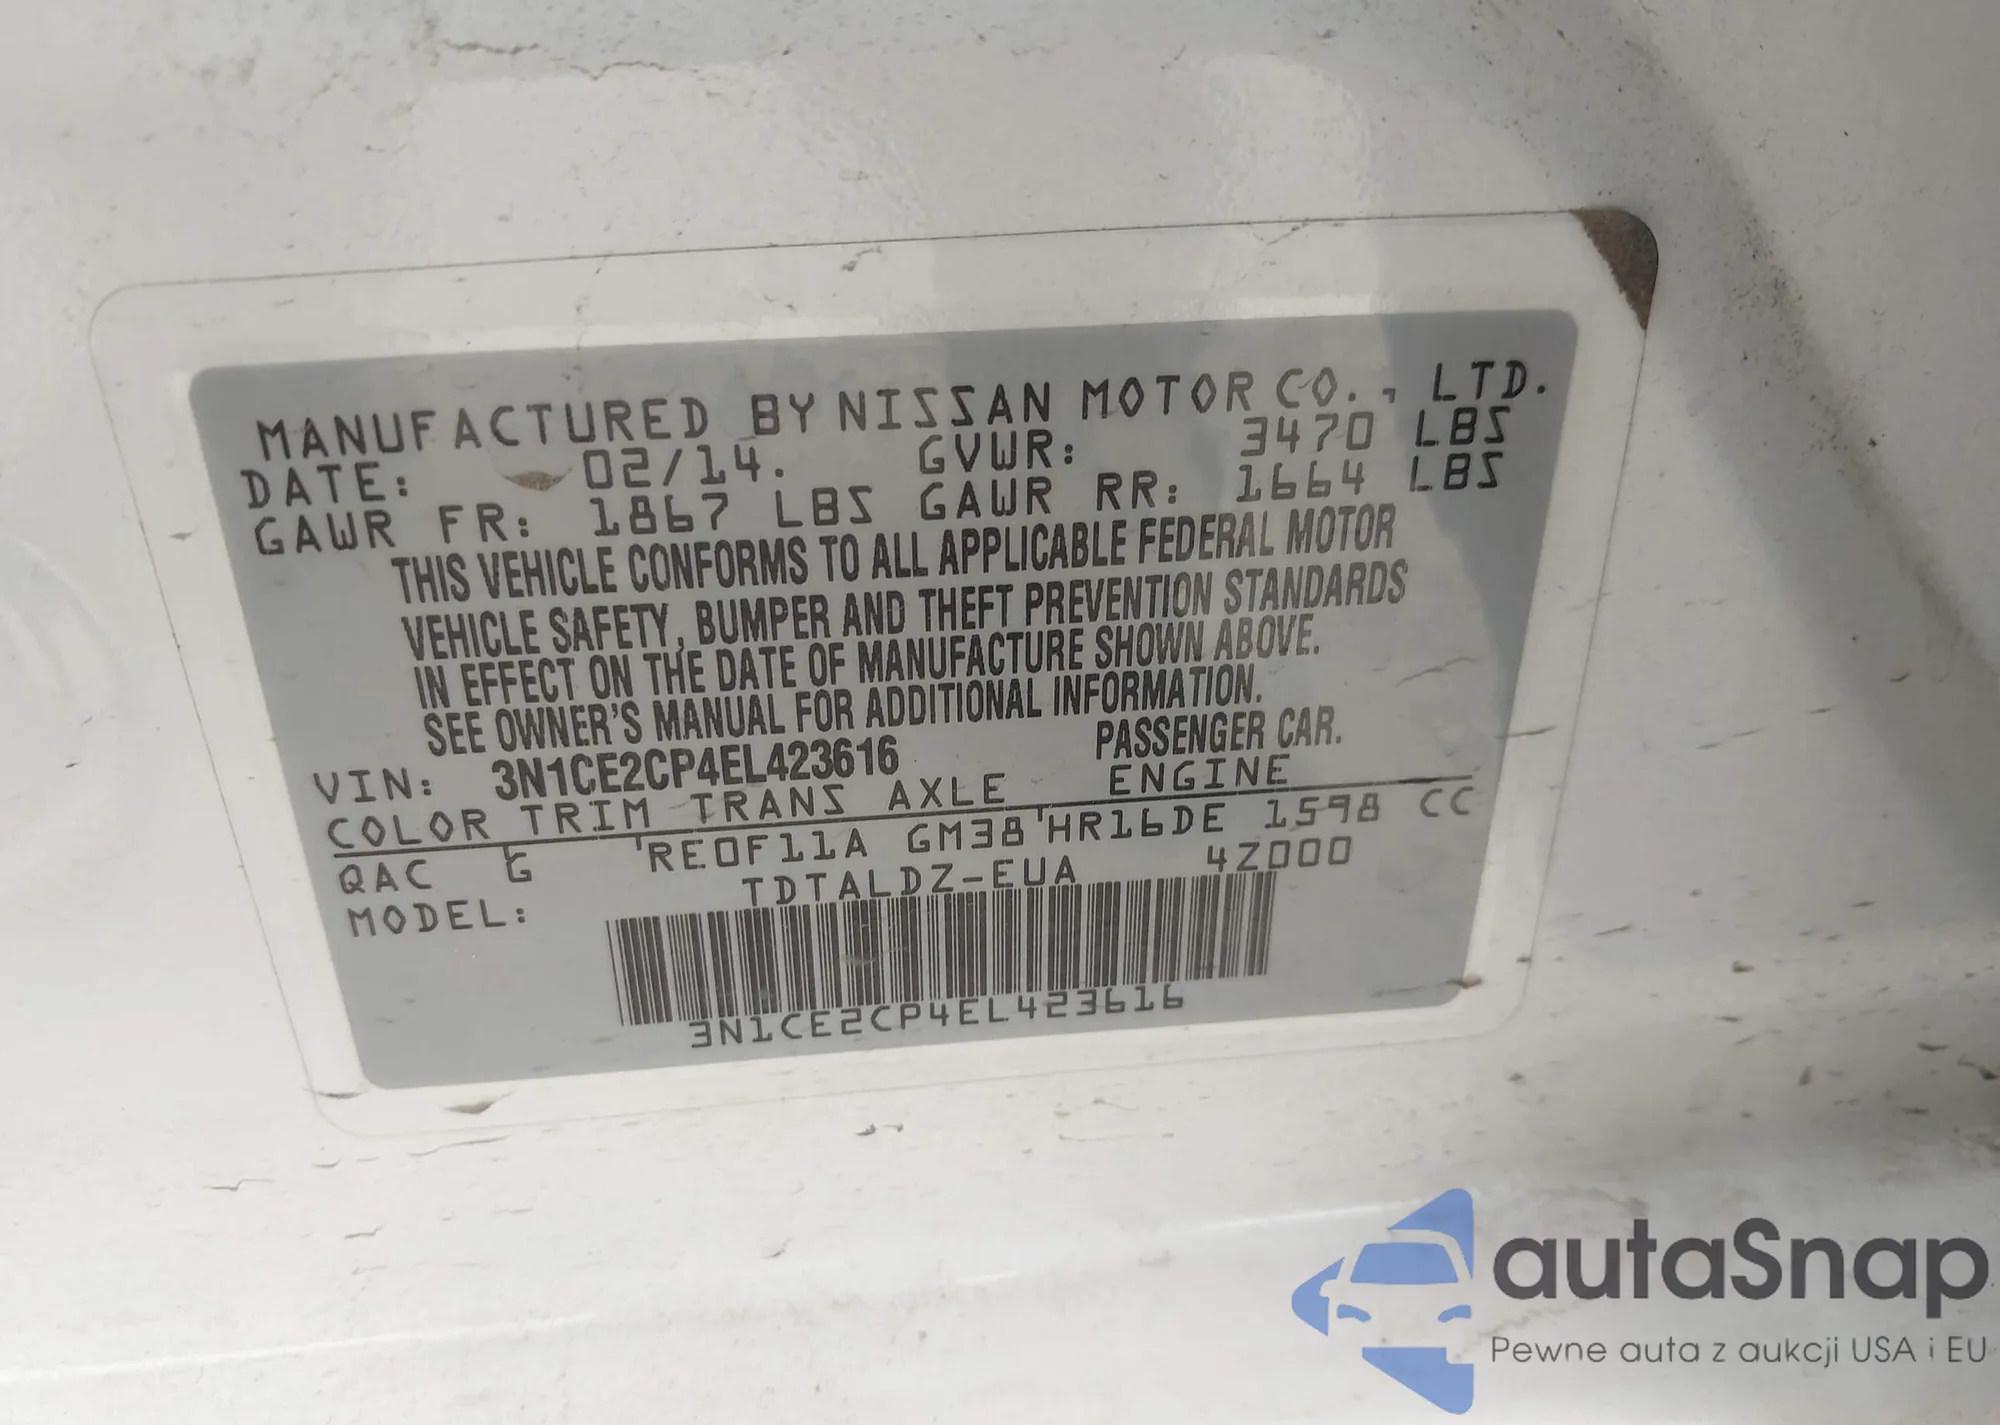 MANUFACTURED BY NISSAN MOTOR CO., LTD.
DATE: 02/14. GVWR: 3470 LBS
GAWR FR: 1867 LBS GAWR RR: 1664 LBS
THIS VEHICLE CONFORMS TO ALL APPLICABLE FEDERAL MOTOR
VEHICLE SAFETY, BUMPER AND THEFT PREVENTION STANDARDS
IN EFFECT ON THE DATE OF MANUFACTURE SHOWN ABOVE.
SEE OWNER'S MANUAL FOR ADDITIONAL INFORMATION.
VIN: 3N1CE2CP4EL423616 PASSENGER CAR.
COLOR TRIM TRANS AXLE ENGINE
QAC G RE0F11A GM38 HR16DE 1598 CC
MODEL: TDTALDZ-EUA 4Z000
3N1CE2CP4EL423616
autaSnap
Pewne auta z aukcji USA i EU